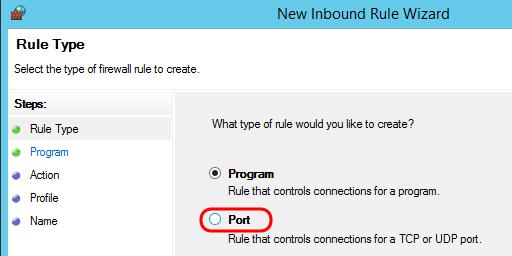 New Inbound Rule Wizard
Rule Type
Select the type of firewall rule to create.
Steps:
Rule Type
Program
Action
Profile
Name
What type of rule would you like to create?
Program
Rule that controls connections for a program.
Port
Rule that controls connections for a TCP or UDP port.